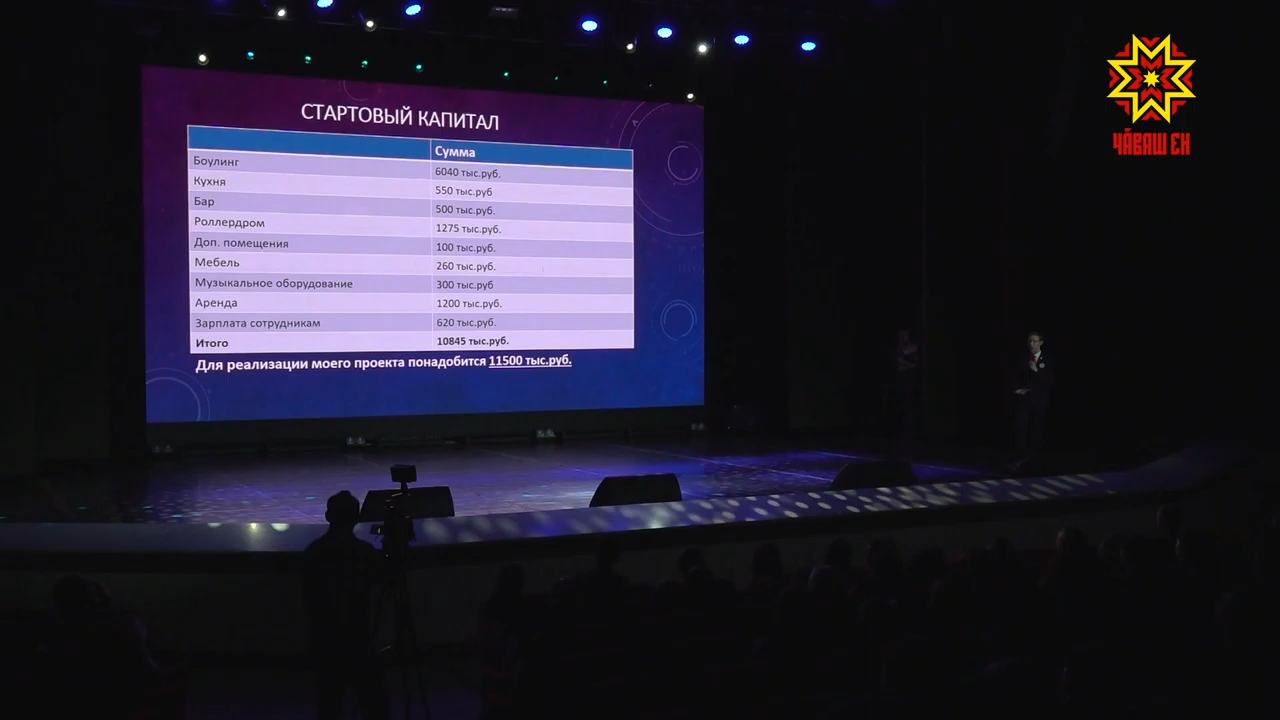 СТАРТОВЫЙ КАПИТАЛ
Сумма
Боулинг 6040 тыс.руб.
Кухня 550 тыс.руб
Бар 500 тыс.руб.
Роллердром 1275 тыс.руб.
Доп. помещения 100 тыс.руб.
Мебель 260 тыс.руб.
Музыкальное оборудование 300 тыс.руб
Аренда 1200 тыс.руб.
Зарплата сотрудникам 620 тыс.руб.
Итого 10845 тыс.руб.
Для реализации моего проекта понадобится 11500 тыс.руб.
ЧӐВАШ ЕН